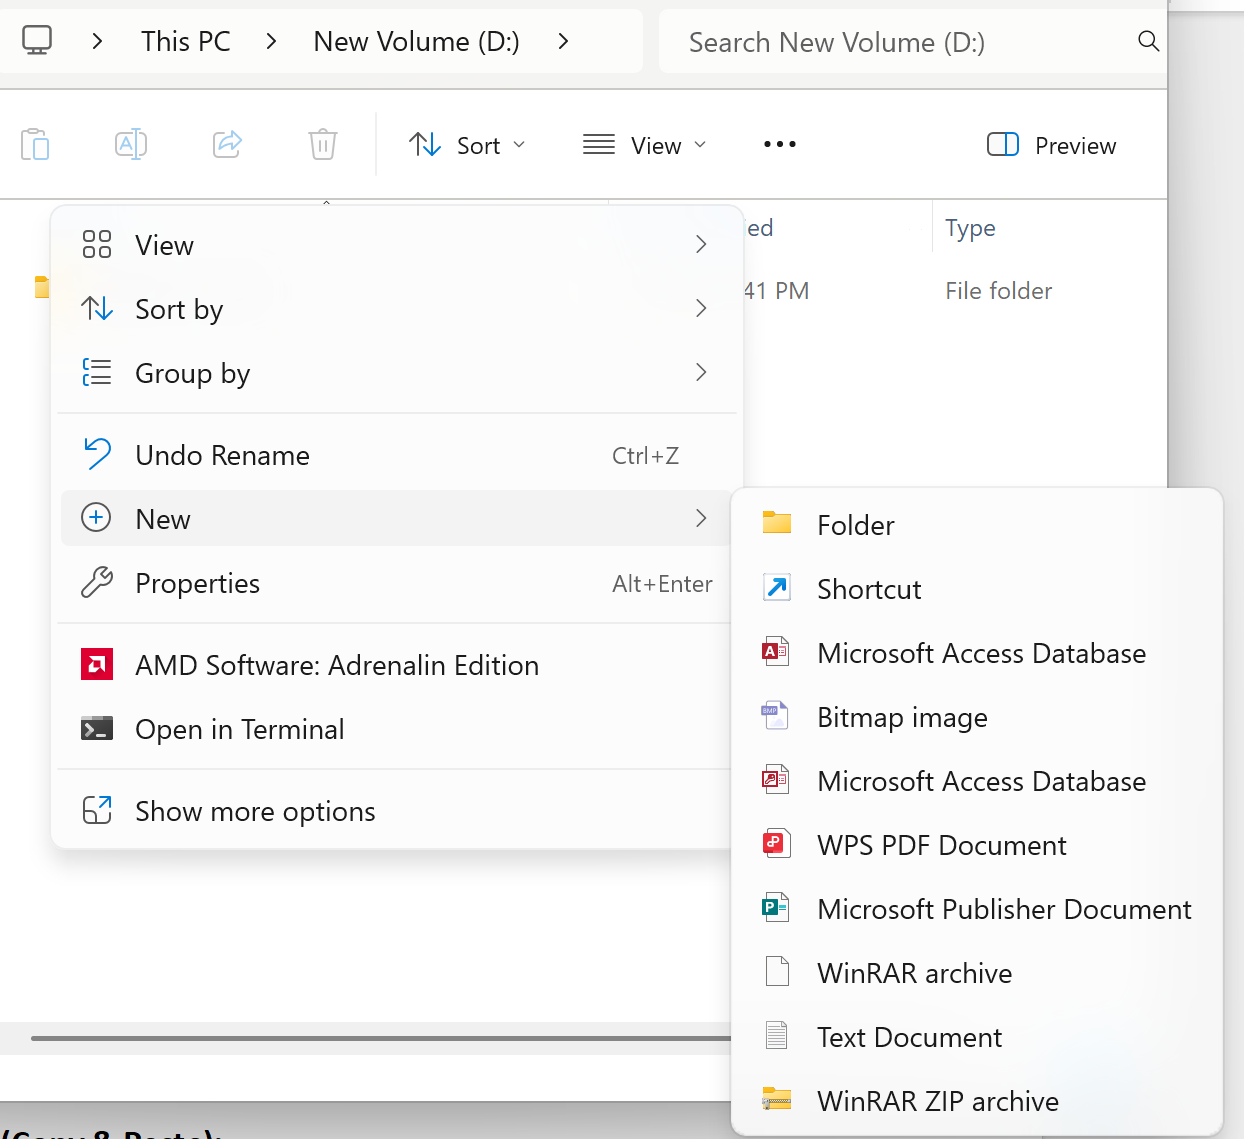 This PC
New Volume (D:)
Search New Volume (D:)
Sort
View
Preview
ed
Type
41 PM
File folder
View
Sort by
Group by
Undo Rename Ctrl+Z
New
Properties Alt+Enter
AMD Software: Adrenalin Edition
Open in Terminal
Show more options
Folder
Shortcut
Microsoft Access Database
Bitmap image
Microsoft Access Database
WPS PDF Document
Microsoft Publisher Document
WinRAR archive
Text Document
WinRAR ZIP archive
(Copy & Paste):